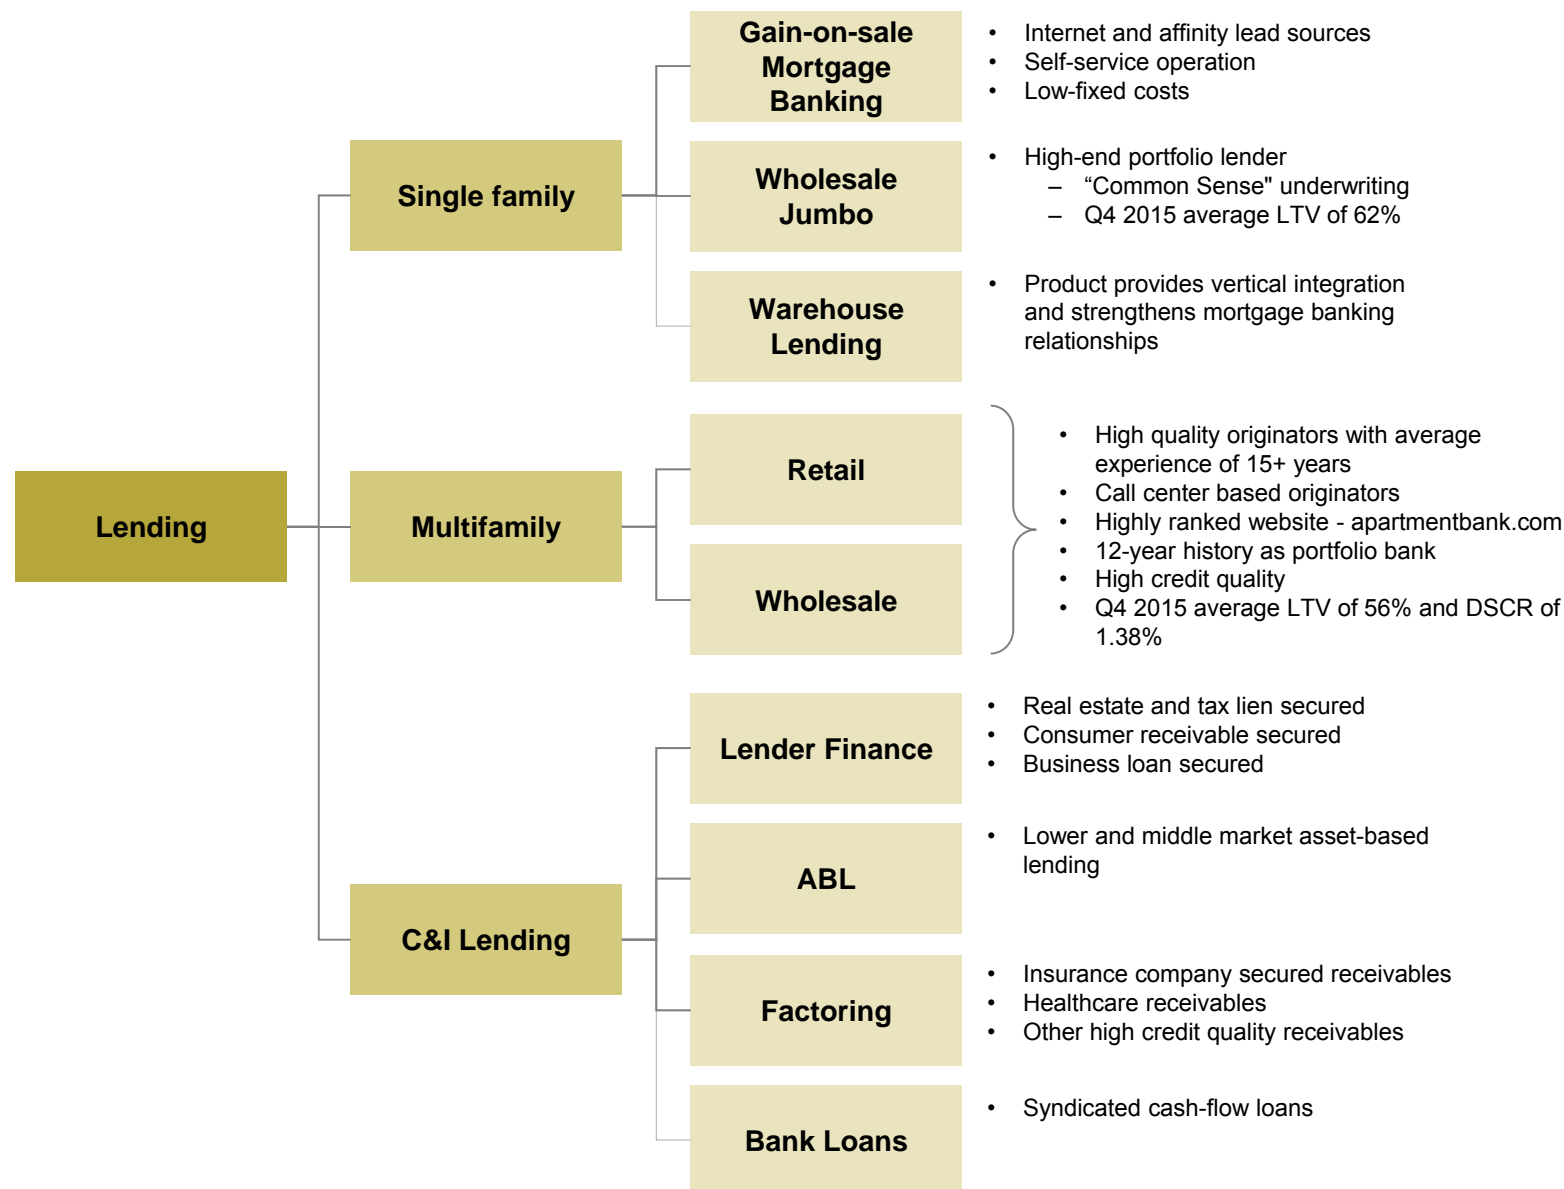 Gain-on-sale
Mortgage
Banking
• Internet and affinity lead sources
• Self-service operation
• Low-fixed costs
Single family
Wholesale
Jumbo
• High-end portfolio lender
– “Common Sense" underwriting
– Q4 2015 average LTV of 62%
Warehouse
Lending
• Product provides vertical integration
and strengthens mortgage banking
relationships
Lending
Multifamily
Retail
Wholesale
• High quality originators with average
experience of 15+ years
• Call center based originators
• Highly ranked website - apartmentbank.com
• 12-year history as portfolio bank
• High credit quality
• Q4 2015 average LTV of 56% and DSCR of
1.38%
C&I Lending
Lender Finance
• Real estate and tax lien secured
• Consumer receivable secured
• Business loan secured
ABL
• Lower and middle market asset-based
lending
Factoring
• Insurance company secured receivables
• Healthcare receivables
• Other high credit quality receivables
Bank Loans
• Syndicated cash-flow loans